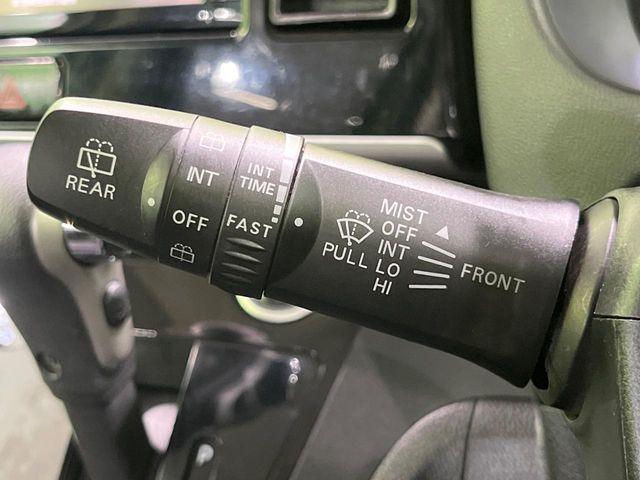 REAR
INT
OFF
INT
TIME
FAST
PULL
MIST
OFF
INT
LO
HI
FRONT